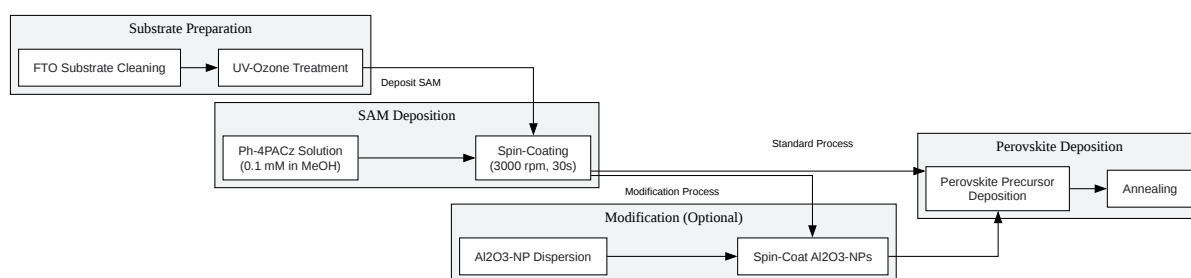 Substrate Preparation
FTO Substrate Cleaning
UV-Ozone Treatment
Deposit SAM
SAM Deposition
Ph-4PACz Solution
(0.1 mM in MeOH)
Spin-Coating
(3000 rpm, 30s)
Standard Process
Modification Process
Perovskite Deposition
Perovskite Precursor
Deposition
Annealing
Modification (Optional)
Al2O3-NP Dispersion
Spin-Coat Al2O3-NPs